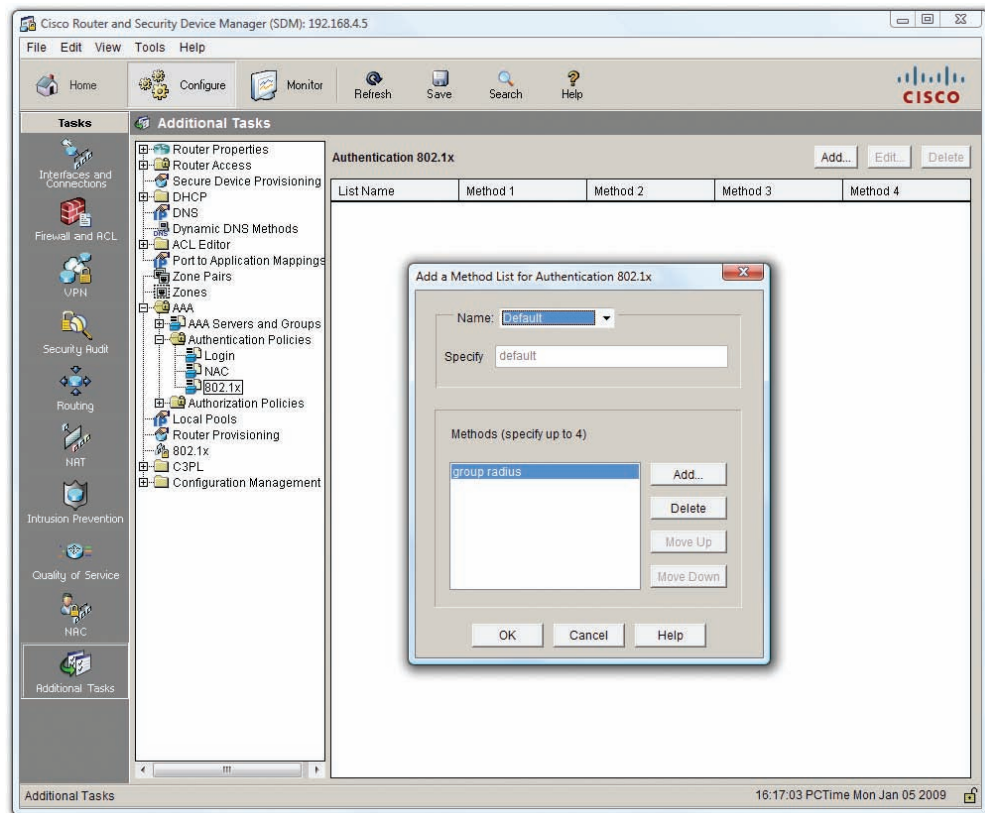 Cisco Router and Security Device Manager (SDM): 192.168.4.5
File Edit View Tools Help
Home Configure Monitor Refresh Save Search Help
CISCO
Tasks
Interfaces and Connections
Firewall and ACL
VPN
Security Audit
Routing
NAT
Intrusion Prevention
Quality of Service
NAC
Additional Tasks
Additional Tasks
Router Properties
Router Access
Secure Device Provisioning
DHCP
DNS
Dynamic DNS Methods
ACL Editor
Port to Application Mappings
Zone Pairs
Zones
AAA
AAA Servers and Groups
Authentication Policies
Login
NAC
802.1x
Authorization Policies
Local Pools
Router Provisioning
802.1x
C3PL
Configuration Management
Authentication 802.1x
Add... Edit... Delete
List Name Method 1 Method 2 Method 3 Method 4
Add a Method List for Authentication 802.1x
Name: Default
Specify default
Methods (specify up to 4)
group radius
Add...
Delete
Move Up
Move Down
OK Cancel Help
Additional Tasks
16:17:03 PCTime Mon Jan 05 2009